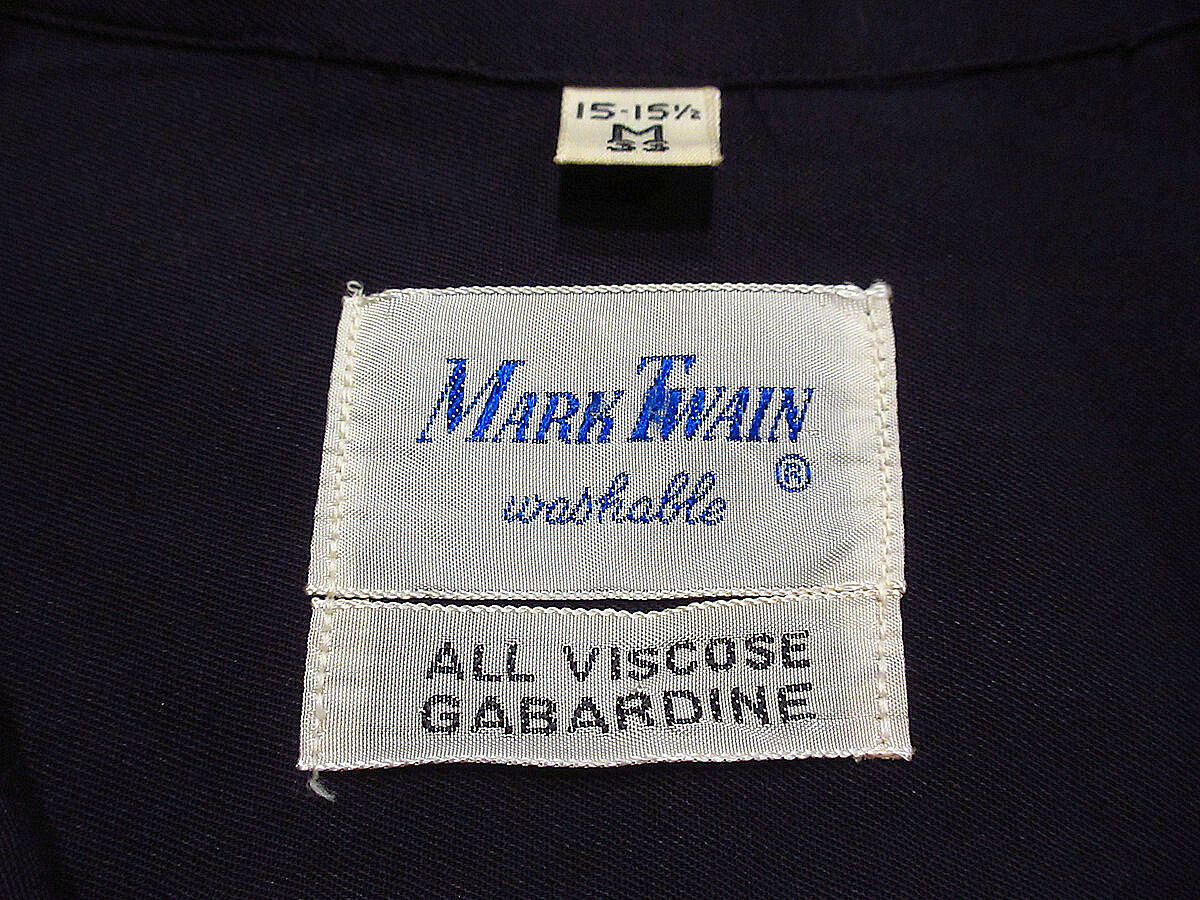 15-15½
M
MARK TWAIN
®
washable
ALL VISCOSE
GABARDINE